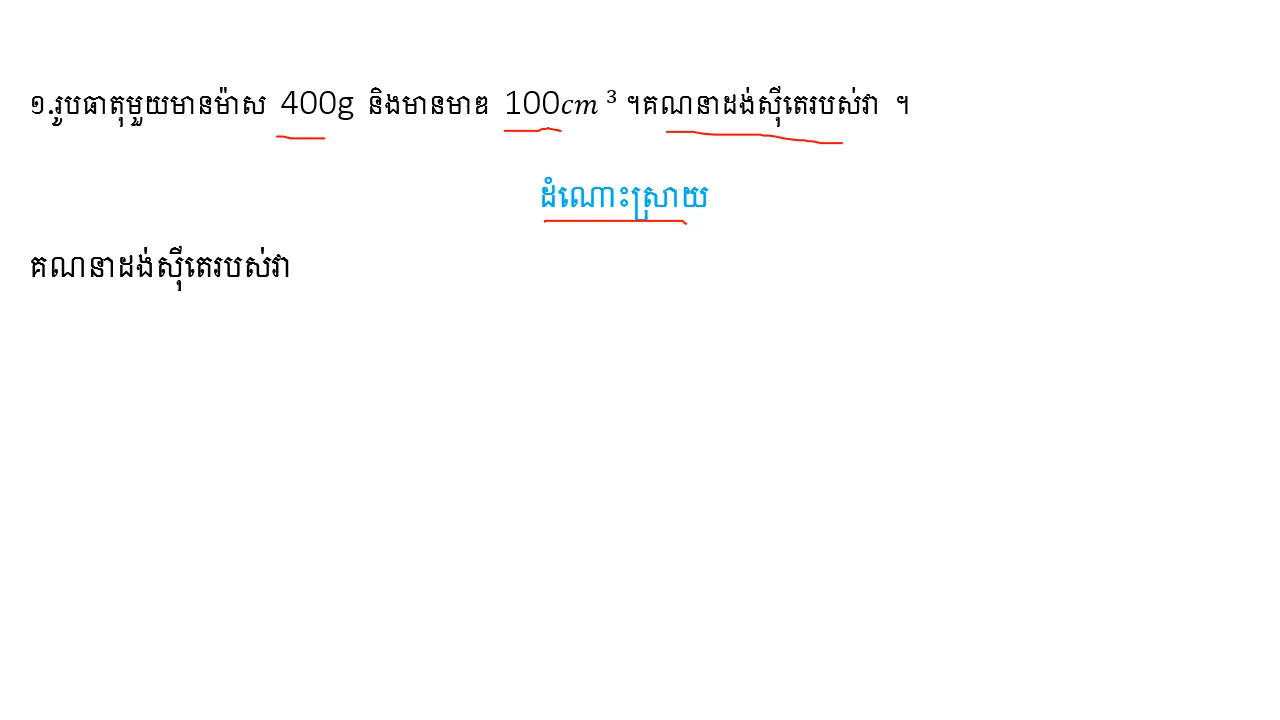 ១.រូបធាតុមួយមានម៉ាស 400g និងមានមាឌ 100cm³ ។គណនាដង់ស៊ីតេរបស់វា ។
ដំណោះស្រាយ
គណនាដង់ស៊ីតេរបស់វា